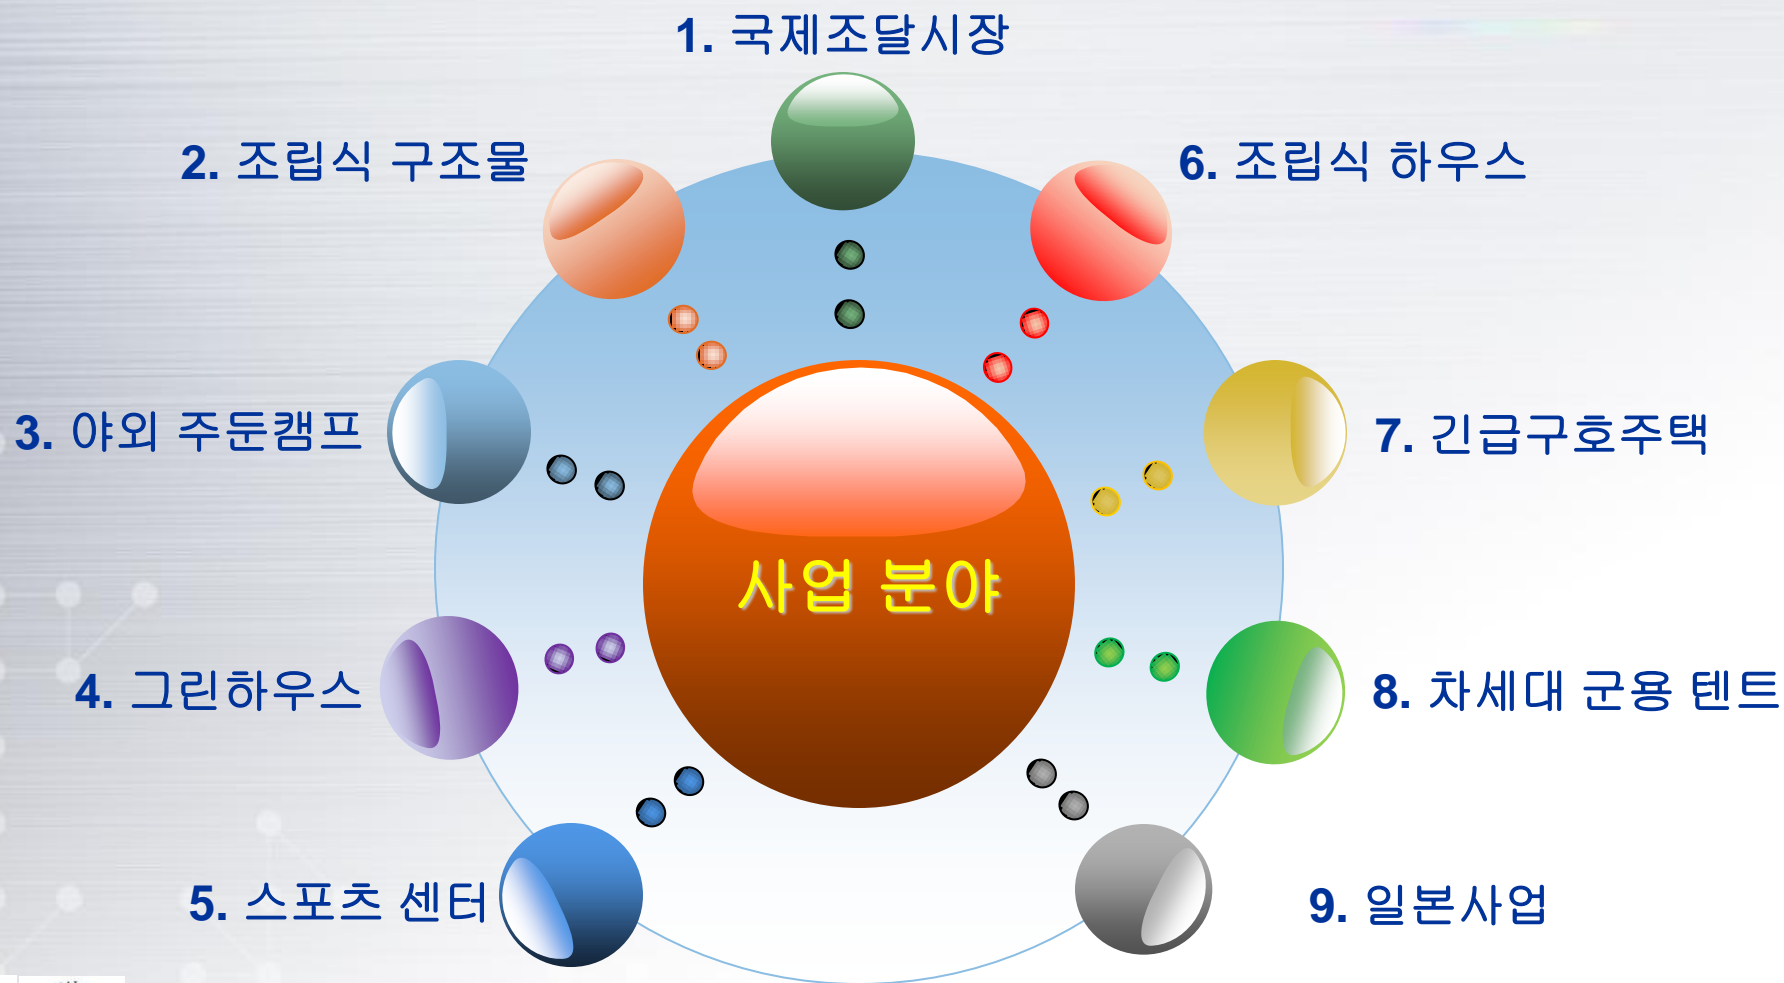 1. 국제조달시장
2. 조립식 구조물
3. 야외 주둔캠프
4. 그린하우스
5. 스포츠 센터
6. 조립식 하우스
7. 긴급구호주택
8. 차세대 군용 텐트
9. 일본사업
사업 분야